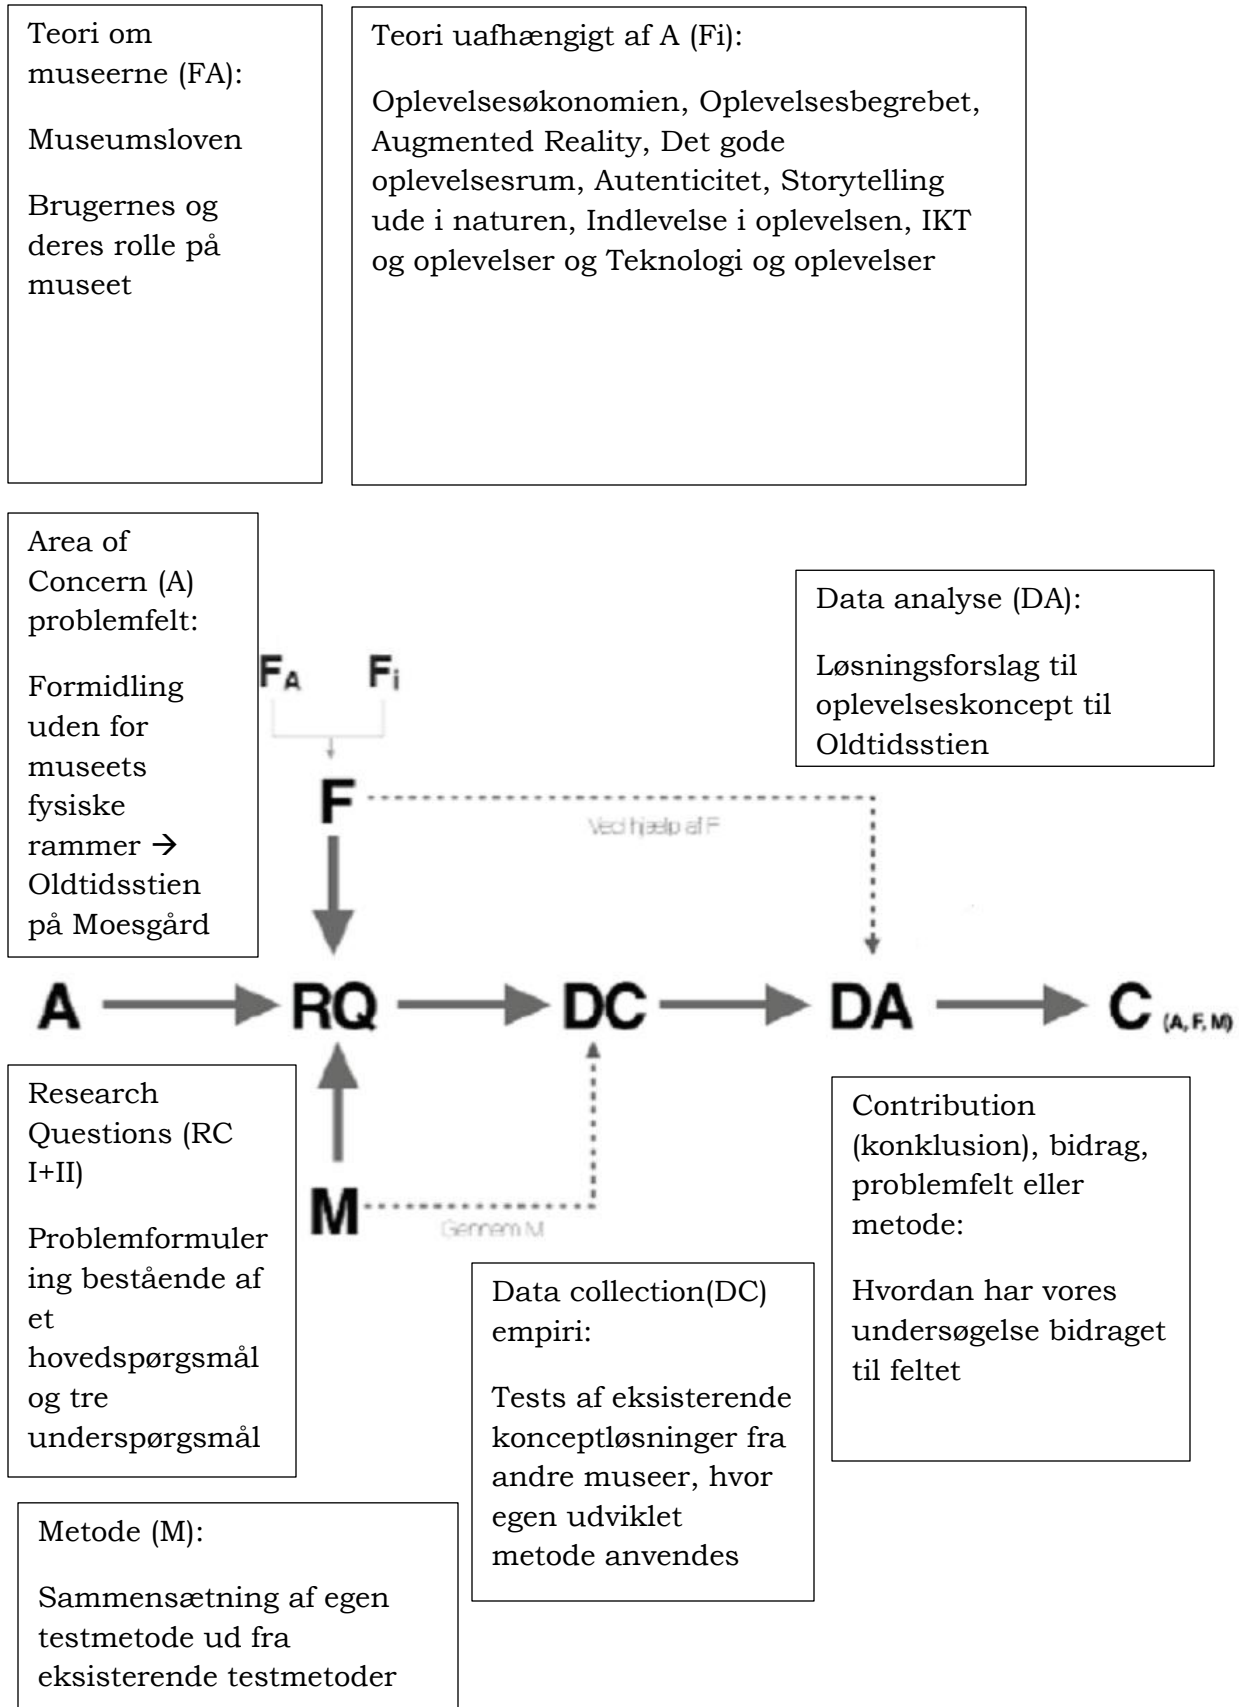 Teori om
museerne (FA):
Museumsloven
Brugernes og
deres rolle på
museet
Teori uafhængigt af A (Fi):
Oplevelsesøkonomien, Oplevelsesbegrebet,
Augmented Reality, Det gode
oplevelsesrum, Autenticitet, Storytelling
ude i naturen, Indlevelse i oplevelsen, IKT
og oplevelser og Teknologi og oplevelser
Area of
Concern (A)
problemfelt:
Formidling
uden for
museets
fysiske
rammer →
Oldtidsstien
på Moesgård
Data analyse (DA):
Løsningsforslag til
oplevelseskoncept til
Oldtidsstien
FA Fi
F
Ved hjælp af F
A RQ DC DA C (A, F, M)
M
Gennem M
Research
Questions (RC
I+II)
Problemformuler
ing bestående af
et
hovedspørgsmål
og tre
underspørgsmål
Contribution
(konklusion), bidrag,
problemfelt eller
metode:
Hvordan har vores
undersøgelse bidraget
til feltet
Data collection(DC)
empiri:
Tests af eksisterende
konceptløsninger fra
andre museer, hvor
egen udviklet
metode anvendes
Metode (M):
Sammensætning af egen
testmetode ud fra
eksisterende testmetoder